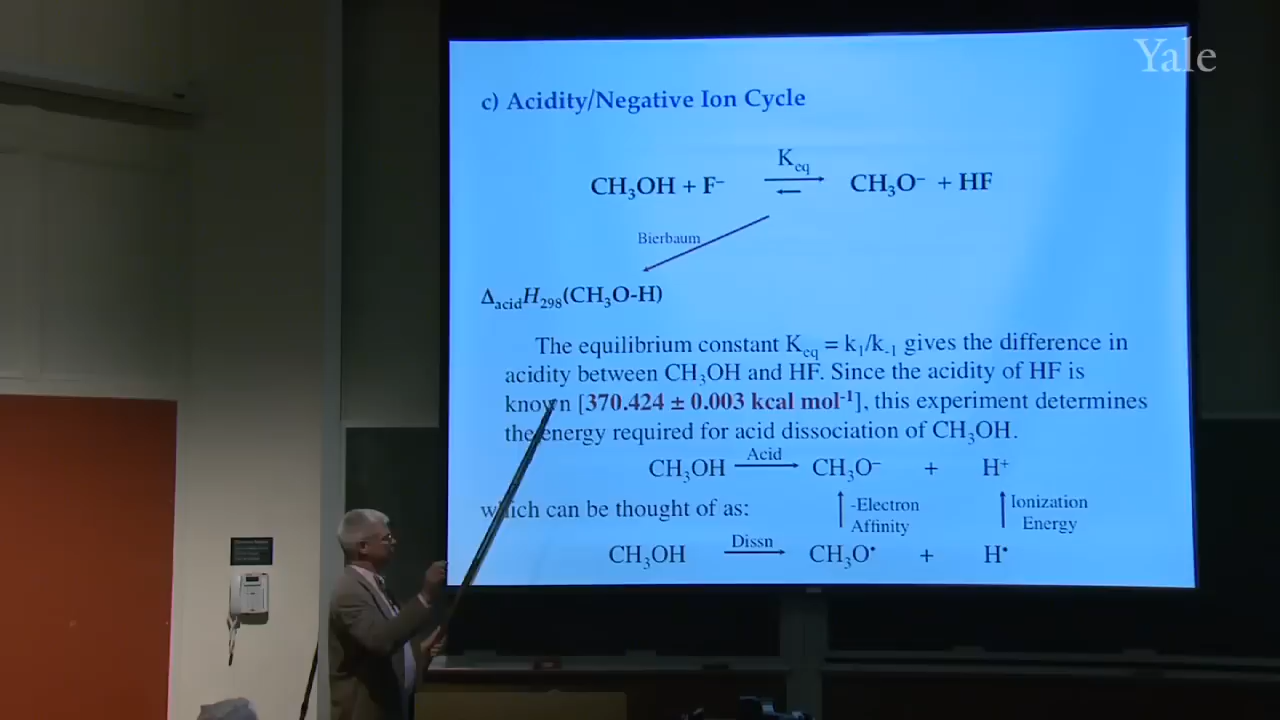 Yale
c) Acidity/Negative Ion Cycle
K_eq
CH₃OH + F⁻ ⇌ CH₃O⁻ + HF
Bierbaum
Δ_acid H₂₉₈(CH₃O-H)
The equilibrium constant K_eq = k₁/k₋₁ gives the difference in
acidity between CH₃OH and HF. Since the acidity of HF is
known [370.424 ± 0.003 kcal mol⁻¹], this experiment determines
the energy required for acid dissociation of CH₃OH.
Acid
CH₃OH → CH₃O⁻ + H⁺
which can be thought of as:
-Electron
Affinity
Ionization
Energy
Dissn
CH₃OH → CH₃O• + H•